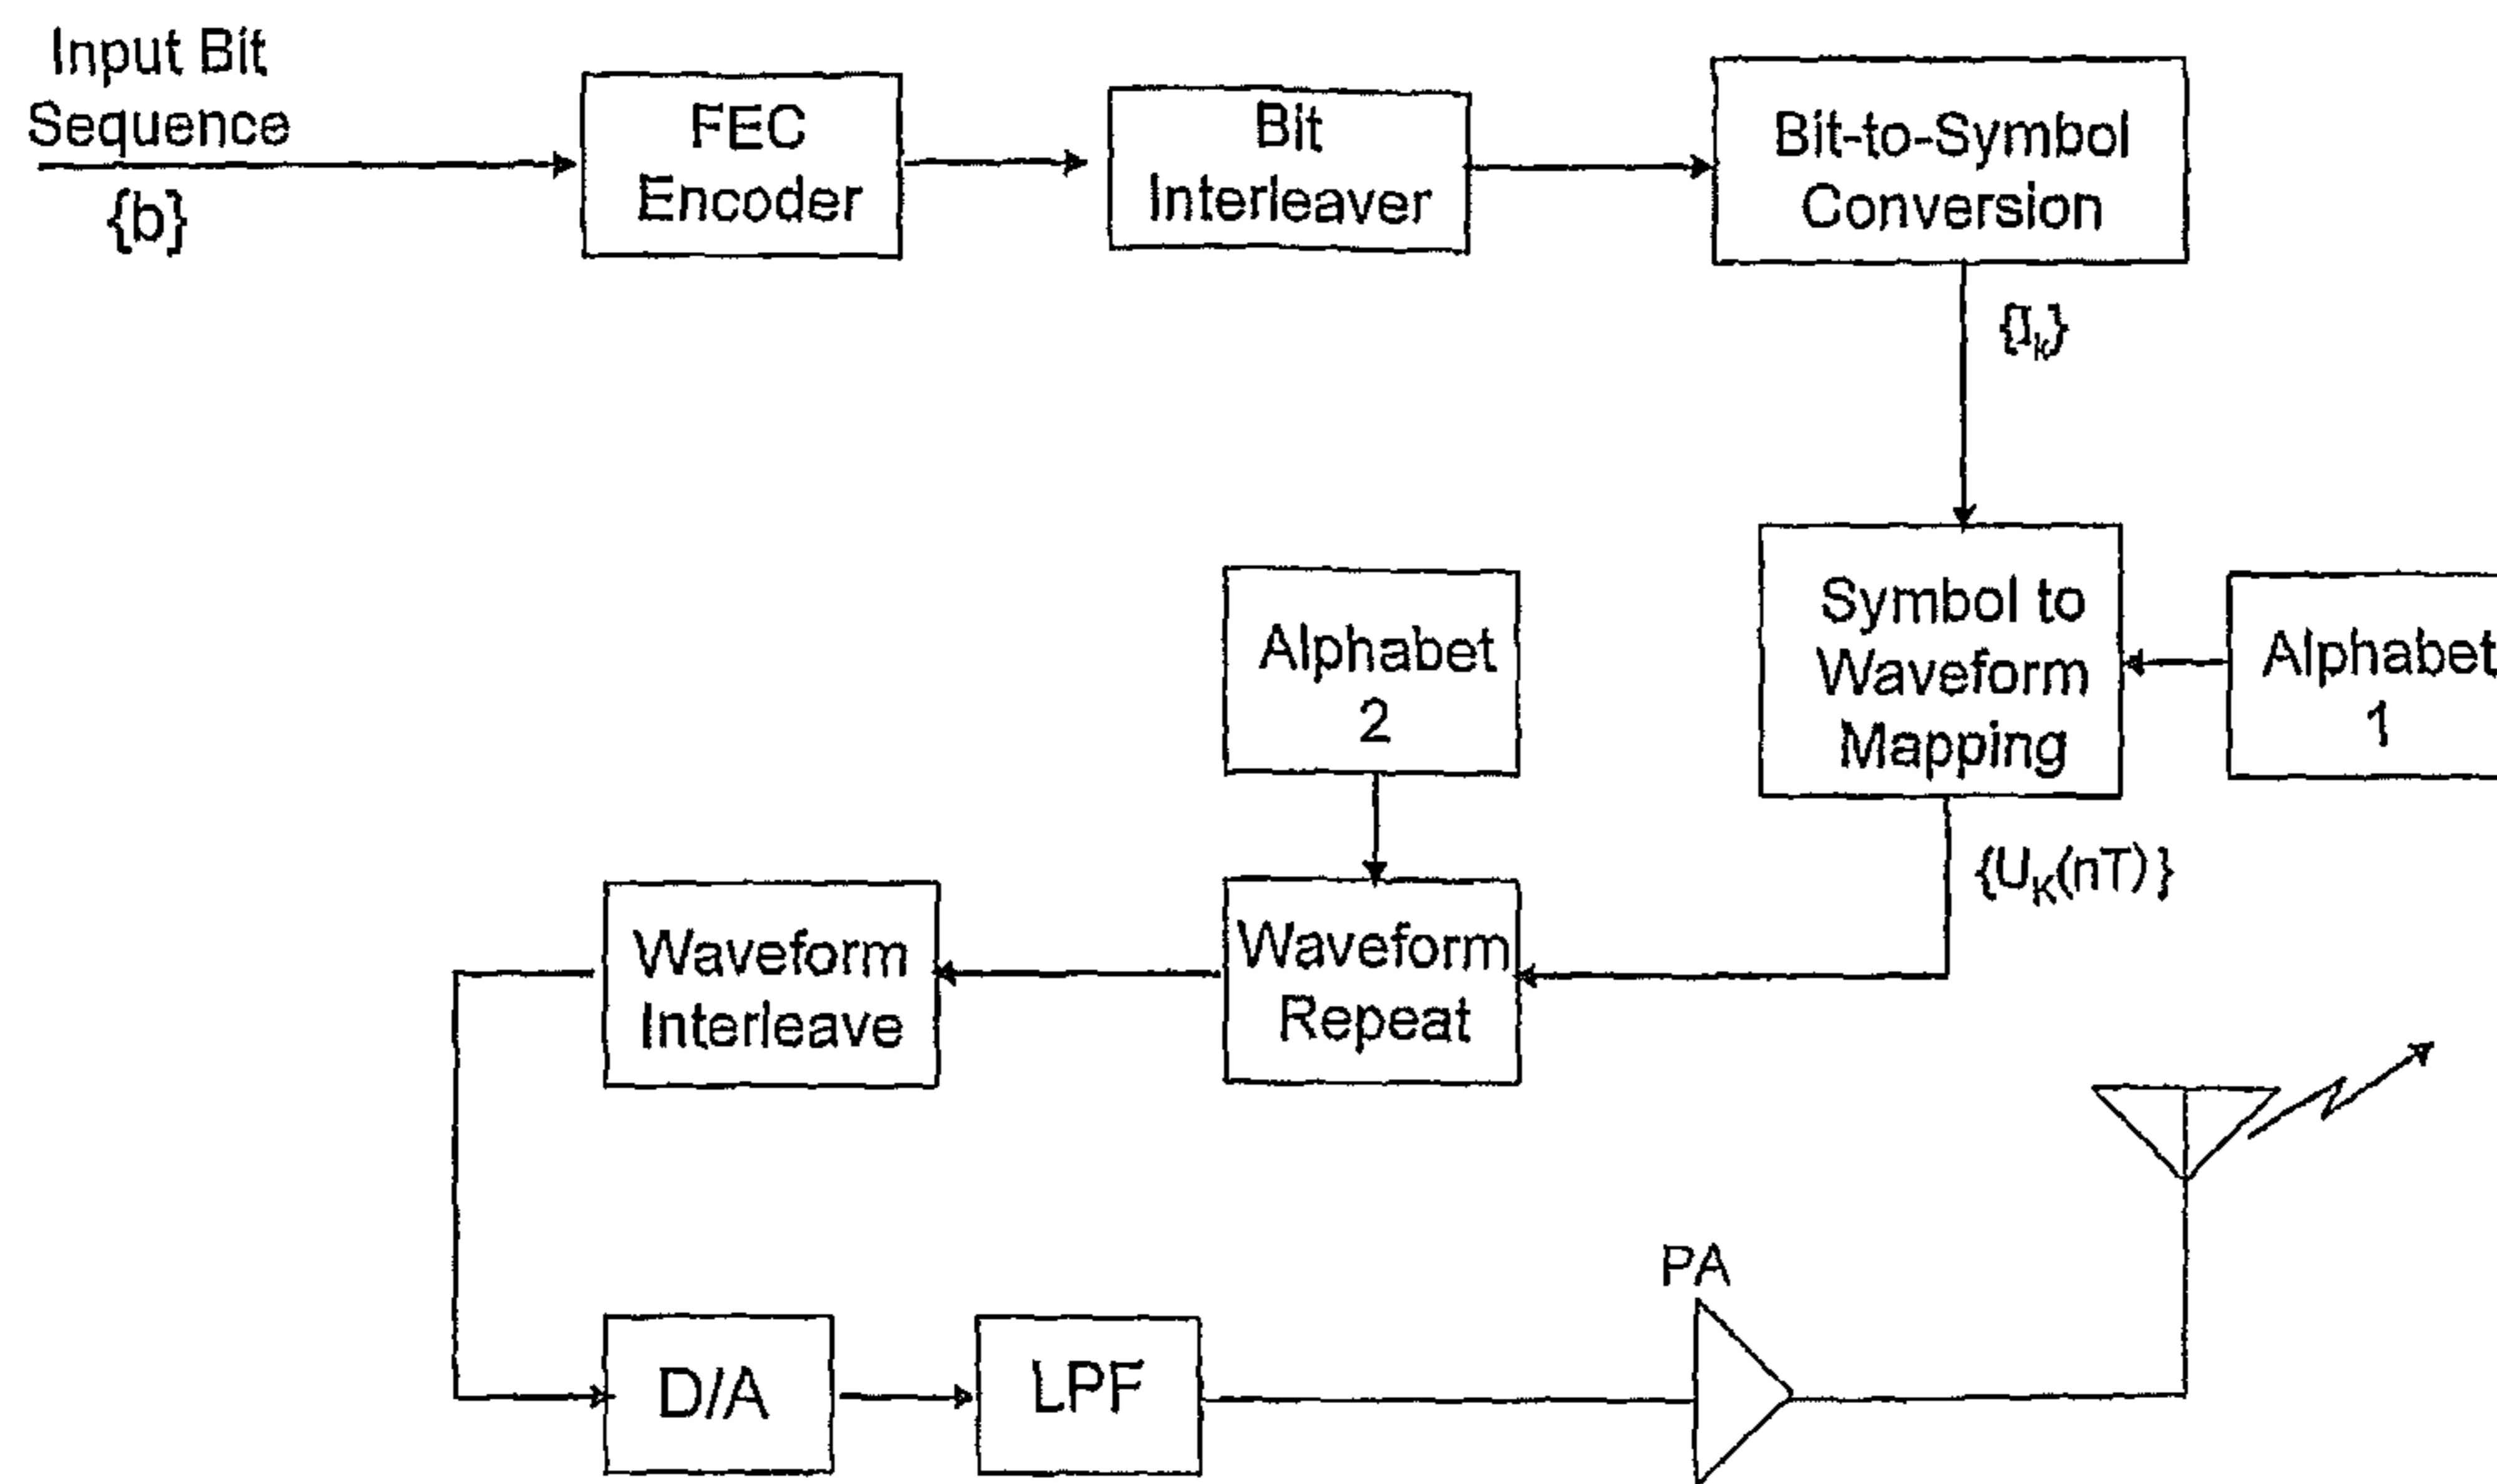 Input Bit
Sequence
{b}
FEC
Encoder
Bit
Interleaver
Bit-to-Symbol
Conversion
{I_k}
Symbol to
Waveform
Mapping
Alphabet
1
Alphabet
2
{U_K(nT)}
Waveform
Repeat
Waveform
Interleave
D/A
LPF
PA